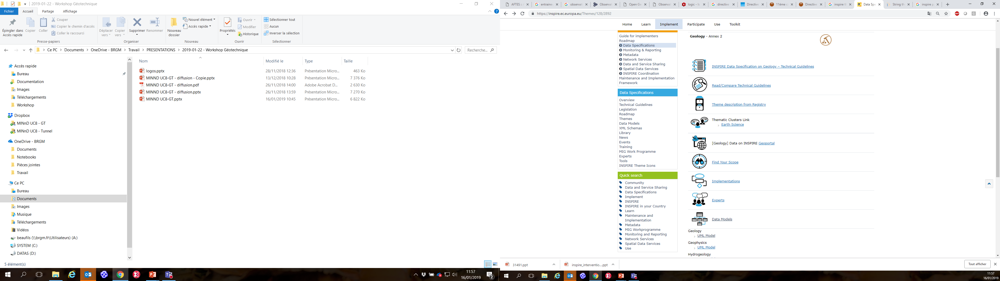 2019-01-22 - Workshop Géotechnique
Fichier Accueil Partage Affichage
Épingler dans Accès rapide
Copier
Coller
Couper
Copier le chemin d'accès
Coller le raccourci
Presse-papiers
Déplacer vers
Copier vers
Supprimer
Renommer
Organiser
Nouveau dossier
Nouvel élément
Accès rapide
Nouveau
Propriétés
Ouvrir
Modifier
Historique
Ouvrir
Sélectionner tout
Aucun
Inverser la sélection
Sélectionner
Ce PC > Documents > OneDrive - BRGM > Travail > PRESENTATIONS > 2019-01-22 - Workshop Géotechnique
Recherche...
Accès rapide
Bureau
Documentation
Images
Téléchargements
Workshop
Dropbox
MINnD UC8 - GT
MINnD UC8 - Tunnel
OneDrive - BRGM
Documents
Notebooks
Pièces jointes
Travail
Ce PC
Bureau
Documents
Images
Musique
Téléchargements
Vidéos
beaufils (\\brgm.fr\Utilisateurs) (A:)
SYSTEM (C:)
DATAS (D:)
Nom Modifié le Type Taille
logos.pptx 28/11/2018 12:36 Présentation Micro... 463 Ko
MINND UC8-GT - diffusion - Copie.pptx 13/12/2018 10:28 Présentation Micro... 7 376 Ko
MINND UC8-GT - diffusion.pdf 26/11/2018 14:00 Adobe Acrobat D... 2 630 Ko
MINND UC8-GT - diffusion.pptx 26/11/2018 13:59 Présentation Micro... 7 270 Ko
MINND UC8-GT.pptx 16/01/2019 10:45 Présentation Micro... 6 822 Ko
5 élément(s)
11:57
16/01/2019
2
AFTES entraineu observat Observat Open Ge Observat logic - Is directive Directive 11ème c Directive inspire th Data Spe String th inspire p
https://inspire.ec.europa.eu/Themes/128/2892
Home Learn Implement Participate Use Toolkit
Guide for implementers
Roadmap
Data Specifications
Monitoring & Reporting
Metadata
Network Services
Data and Service Sharing
Spatial Data Services
INSPIRE Coordination
Maintenance and Implementation
Framework
Data Specifications
Overview
Technical Guidelines
Legislation
Roadmap
Themes
Data Models
XML Schemas
Library
News
Events
Training
MIG Work Programme
Experts
Tools
INSPIRE Theme Icons
Quick search
Community
Data and Service Sharing
Data Specifications
Implement
INSPIRE
INSPIRE in your Country
Learn
Maintenance and
Implementation
Metadata
MIG Workprogramme
Monitoring and Reporting
Network Services
Spatial Data Services
Use
Geology - Annex 2
INSPIRE Data Specification on Geology – Technical Guidelines
Read/Compare Technical Guidelines
Theme description from Registry
Thematic Clusters Link
Earth Science
[Geology] Data on INSPIRE Geoportal
Find Your Scope
Implementations
Experts
Data Models
Geology
UML Model
Geophysics
UML Model
Hydrogeology
31491.ppt
inspire_interventio....ppt
Tout afficher
11:57
16/01/2019